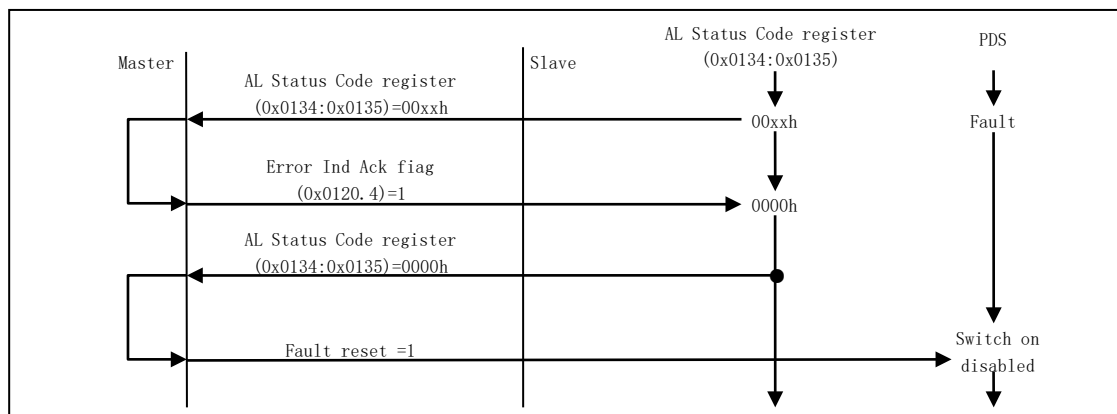 AL Status Code register
(0x0134:0x0135)
PDS
Master
Slave
AL Status Code register
(0x0134:0x0135)=00xxh
00xxh
Fault
Error Ind Ack fiag
(0x0120.4)=1
0000h
AL Status Code register
(0x0134:0x0135)=0000h
Fault reset =1
Switch on
disabled